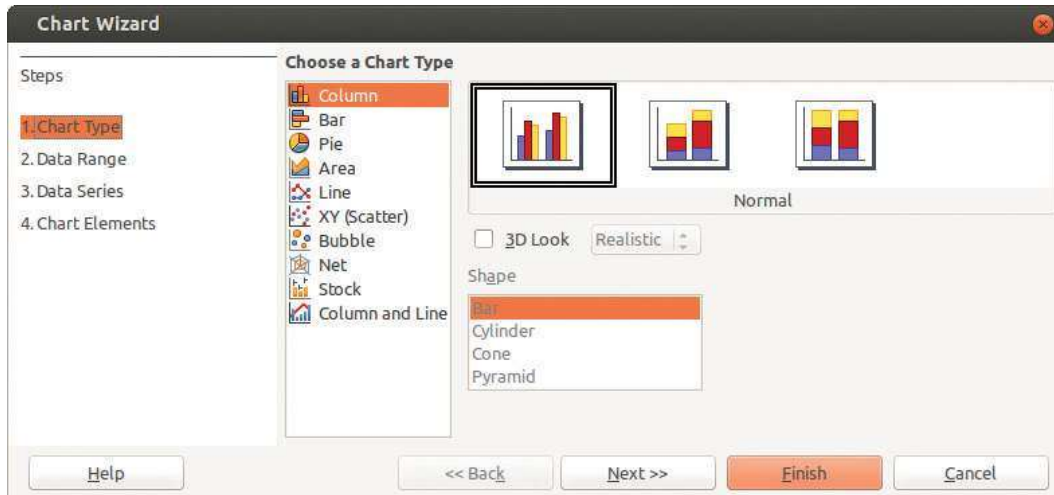 Chart Wizard
Steps
1. Chart Type
2. Data Range
3. Data Series
4. Chart Elements
Choose a Chart Type
Column
Bar
Pie
Area
Line
XY (Scatter)
Bubble
Net
Stock
Column and Line
Normal
3D Look
Realistic
Shape
Bar
Cylinder
Cone
Pyramid
Help
<< Back
Next >>
Finish
Cancel